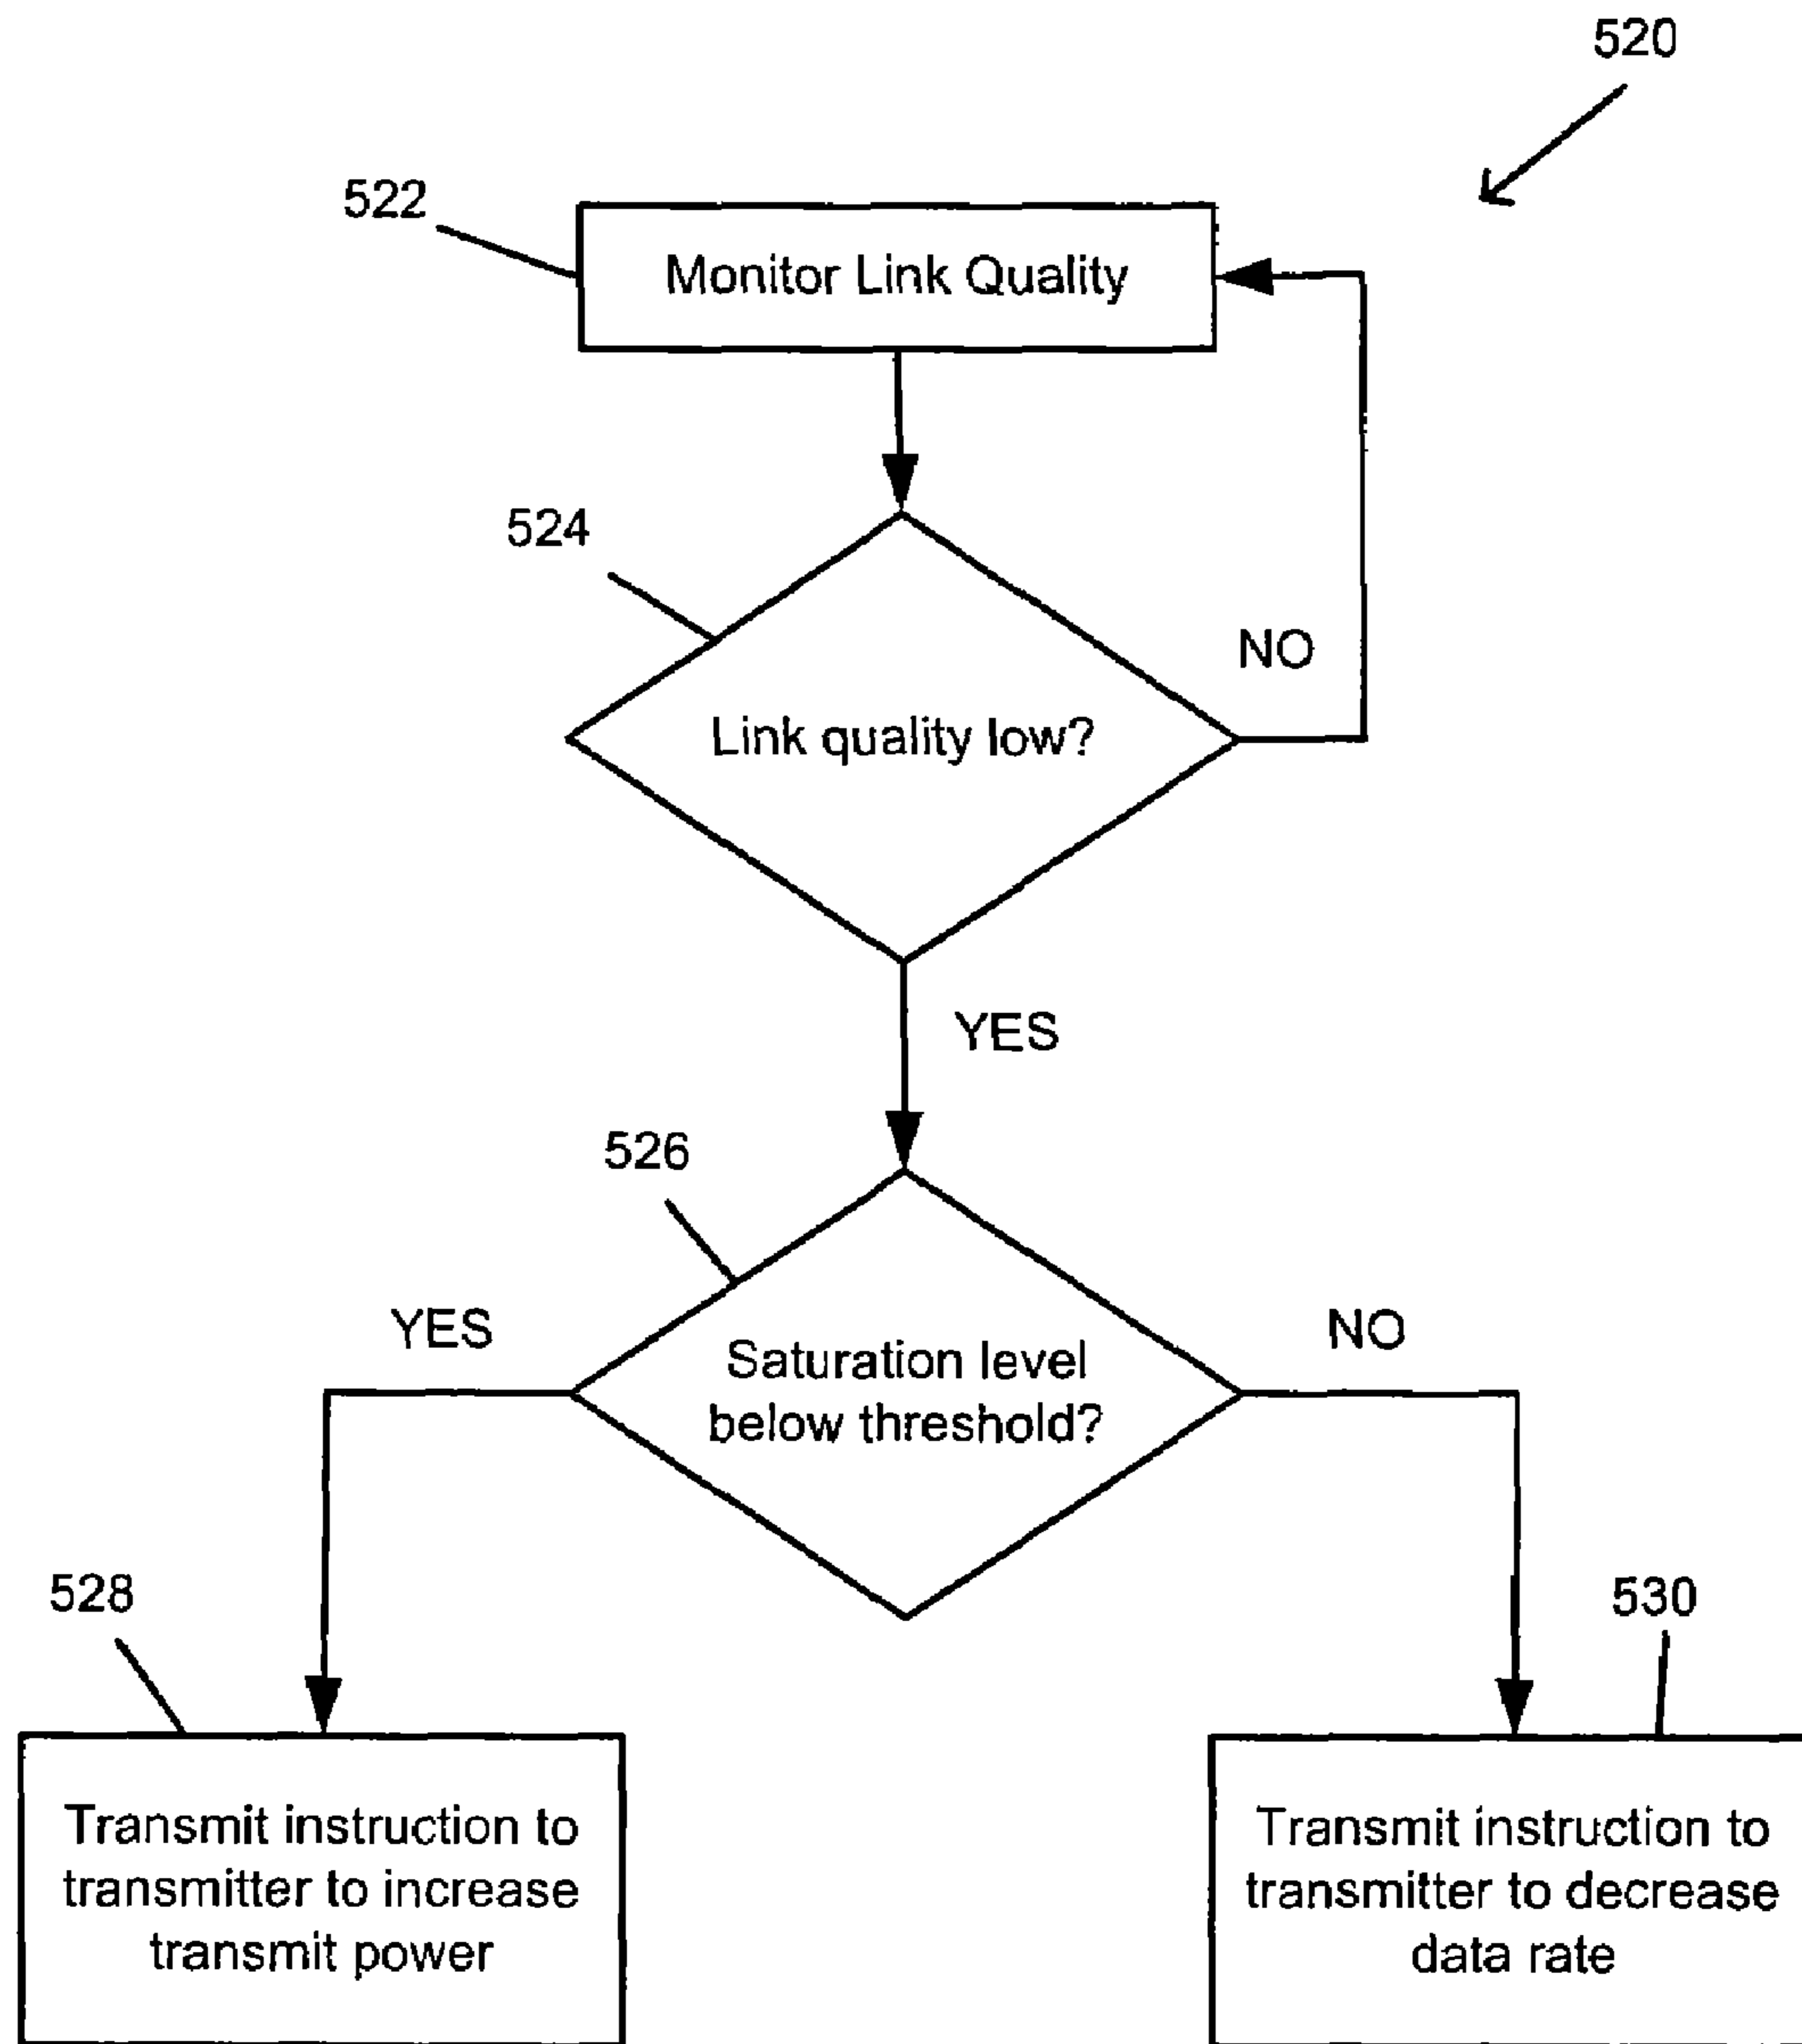 520
522
Monitor Link Quality
524
NO
Link quality low?
YES
526
YES
NO
Saturation level
below threshold?
528
530
Transmit instruction to
transmitter to increase
transmit power
Transmit instruction to
transmitter to decrease
data rate